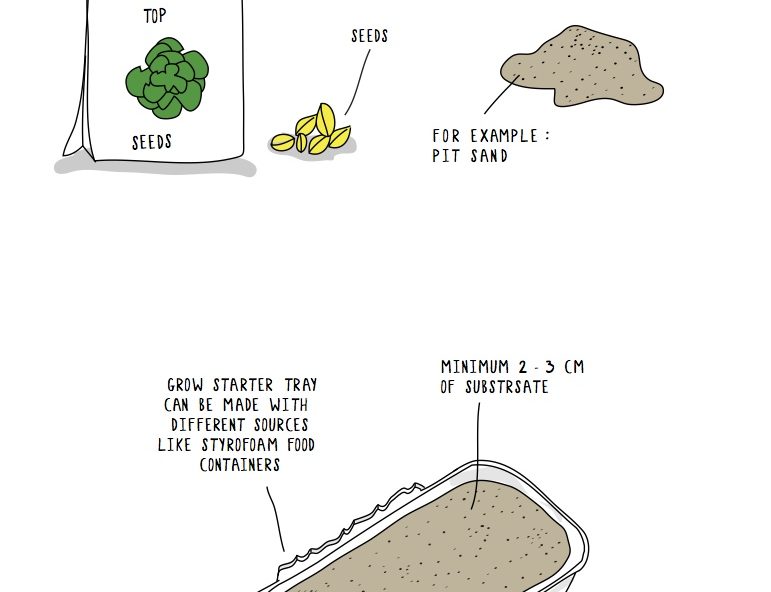 TOP
SEEDS
SEEDS
FOR EXAMPLE :
PIT SAND
GROW STARTER TRAY
CAN BE MADE WITH
DIFFERENT SOURCES
LIKE STYROFOAM FOOD
CONTAINERS
MINIMUM 2 - 3 CM
OF SUBSTRSATE